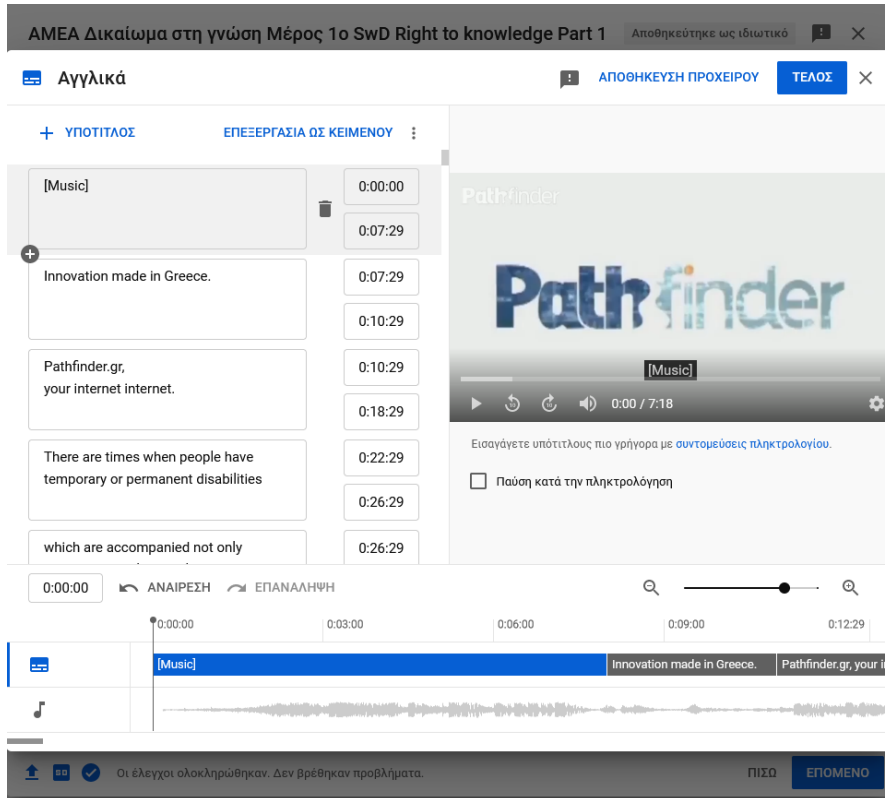 ΑΜΕΑ Δικαίωμα στη γνώση Μέρος 1ο SwD Right to knowledge Part 1 Αποθηκεύτηκε ως ιδιωτικό
Αγγλικά
ΑΠΟΘΗΚΕΥΣΗ ΠΡΟΧΕΙΡΟΥ
ΤΕΛΟΣ
ΥΠΟΤΙΤΛΟΣ
ΕΠΕΞΕΡΓΑΣΙΑ ΩΣ ΚΕΙΜΕΝΟΥ
[Music]
0:00:00
0:07:29
Innovation made in Greece.
0:07:29
0:10:29
Pathfinder.gr,
your internet internet.
0:10:29
0:18:29
There are times when people have
temporary or permanent disabilities
0:22:29
0:26:29
which are accompanied not only
0:26:29
Pathfinder
Pathfinder
[Music]
0:00 / 7:18
Εισαγάγετε υπότιτλους πιο γρήγορα με συντομεύσεις πληκτρολογίου.
Παύση κατά την πληκτρολόγηση
0:00:00
ΑΝΑΙΡΕΣΗ
ΕΠΑΝΑΛΗΨΗ
0:00:00 0:03:00 0:06:00 0:09:00 0:12:29
[Music] Innovation made in Greece. Pathfinder.gr, your
Οι έλεγχοι ολοκληρώθηκαν. Δεν βρέθηκαν προβλήματα.
ΠΙΣΩ
ΕΠΟΜΕΝΟ